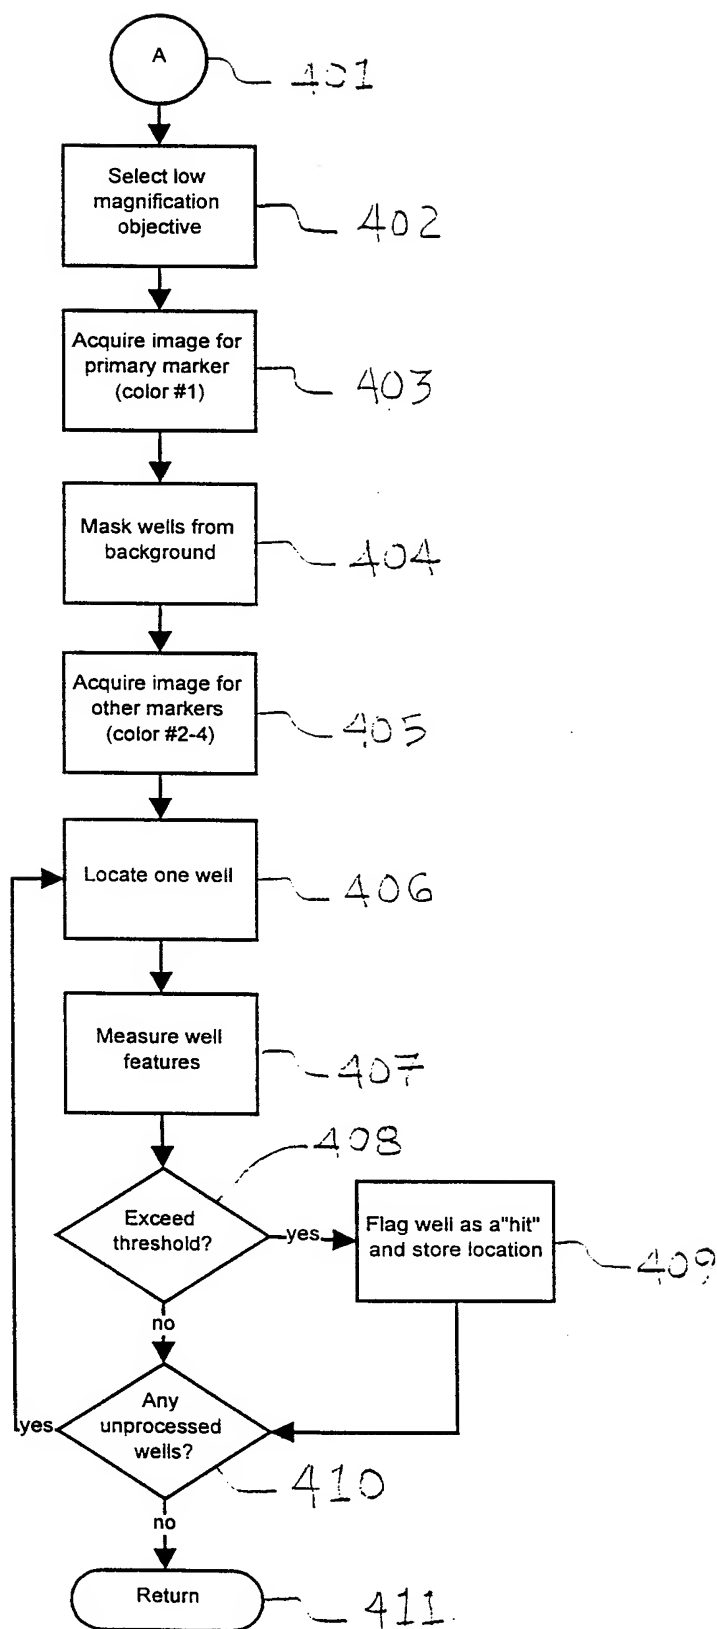 A
401
Select low
magnification
objective
402
Acquire image for
primary marker
(color #1)
403
Mask wells from
background
404
Acquire image for
other markers
(color #2-4)
405
Locate one well
406
Measure well
features
407
408
Exceed
threshold?
yes
Flag well as a"hit"
and store location
409
no
Any
unprocessed
wells?
yes
410
no
Return
411